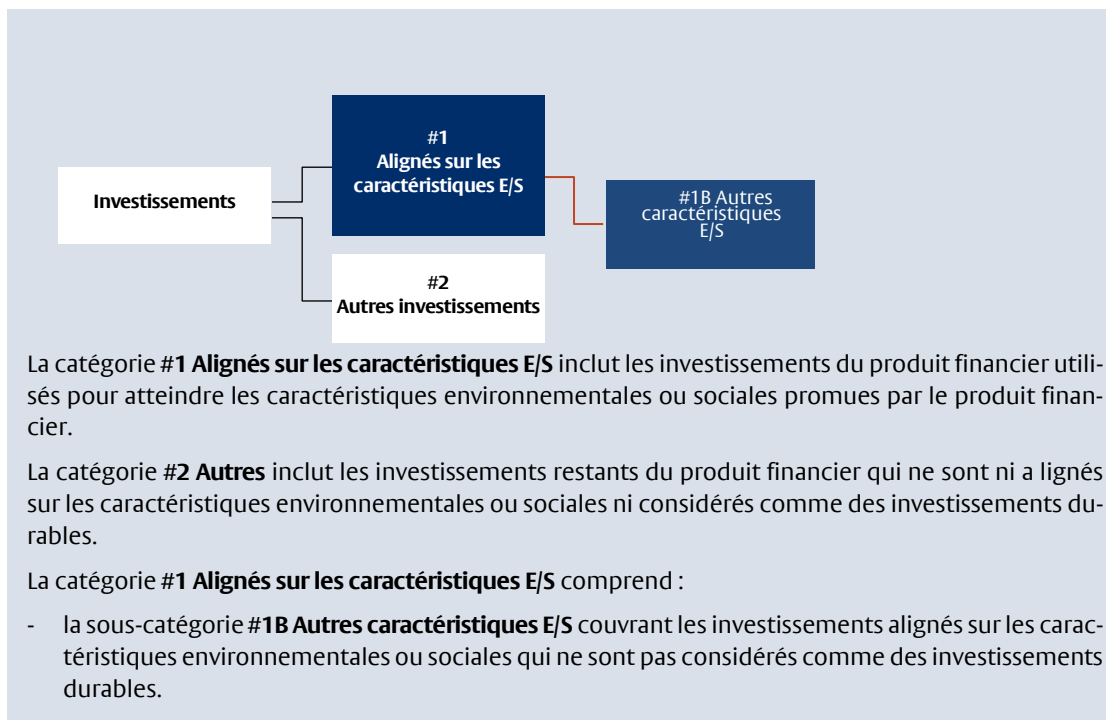 #1
Alignés sur les
caractéristiques E/S
Investissements
#1B Autres
caractéristiques
E/S
#2
Autres investissements
La catégorie #1 Alignés sur les caractéristiques E/S inclut les investissements du produit financier utili-
sés pour atteindre les caractéristiques environnementales ou sociales promues par le produit finan-
cier.
La catégorie #2 Autres inclut les investissements restants du produit financier qui ne sont ni a lignés
sur les caractéristiques environnementales ou sociales ni considérés comme des investissements du-
rables.
La catégorie #1 Alignés sur les caractéristiques E/S comprend :
- la sous-catégorie #1B Autres caractéristiques E/S couvrant les investissements alignés sur les carac-
téristiques environnementales ou sociales qui ne sont pas considérés comme des investissements
durables.